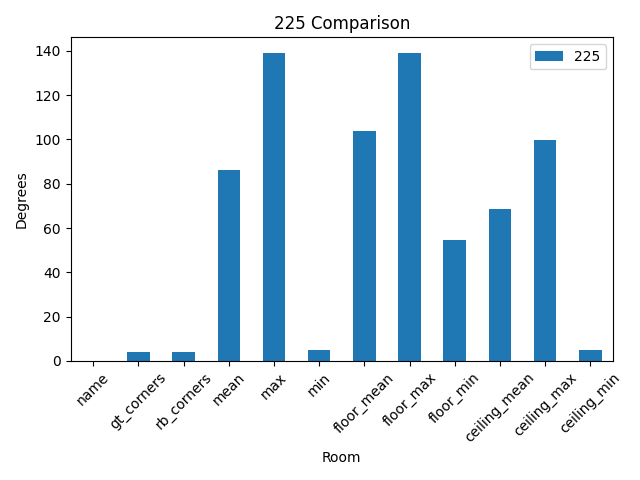 225 Comparison
225
Degrees
140
120
100
80
60
40
20
0
name
gt_corners
rb_corners
mean
max
min
floor_mean
floor_max
floor_min
ceiling_mean
ceiling_max
ceiling_min
Room